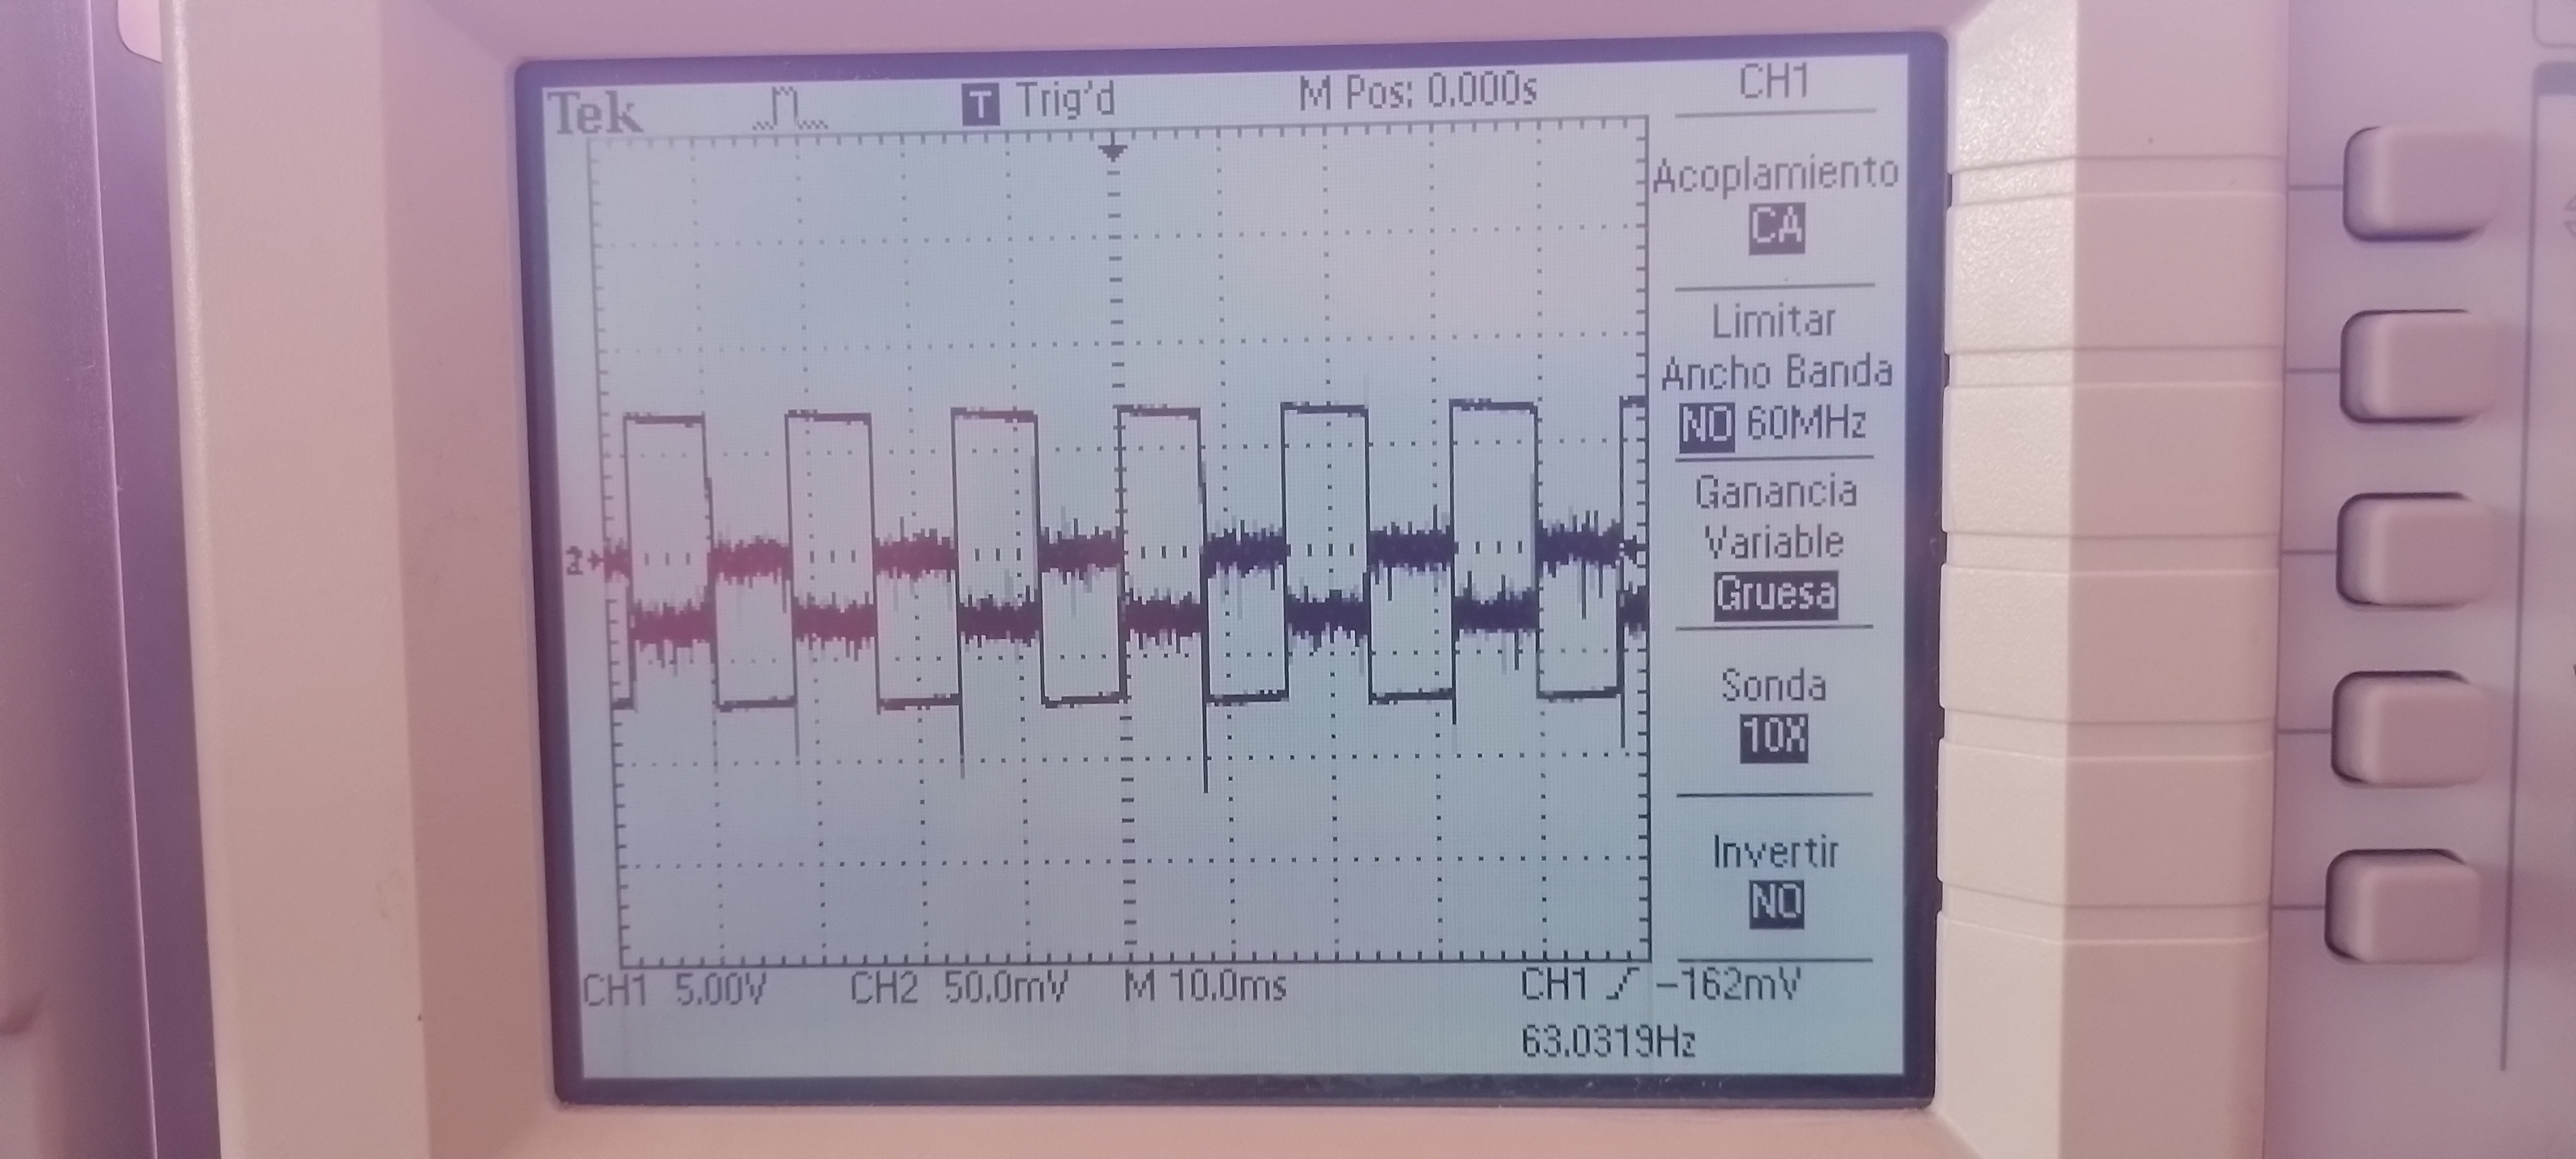 Tek T Trig'd M Pos: 0.000s CH1
Acoplamiento
CA
Limitar
Ancho Banda
NO 60MHz
Ganancia
Variable
Gruesa
2+
Sonda
10X
Invertir
NO
CH1 5.00V CH2 50.0mV M 10.0ms CH1 -162mV
63.0319Hz